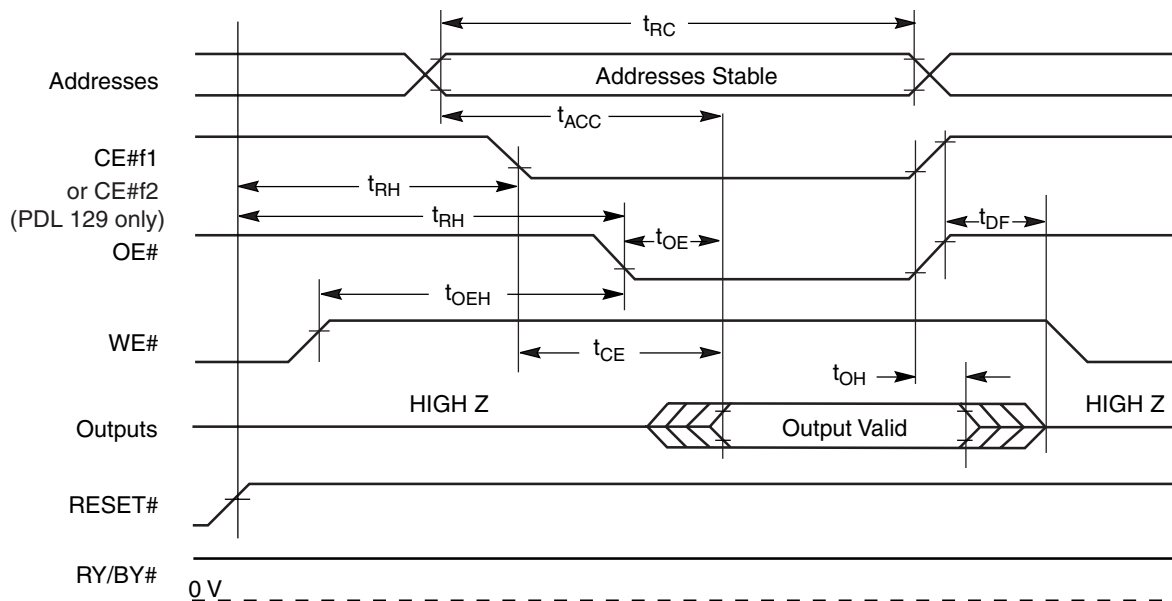 tRC
Addresses
Addresses Stable
tACC
CE#f1
or CE#f2
(PDL 129 only)
tRH
tRH
OE#
tOE
tDF
tOEH
WE#
tCE
tOH
HIGH Z
HIGH Z
Outputs
Output Valid
RESET#
RY/BY#
0 V